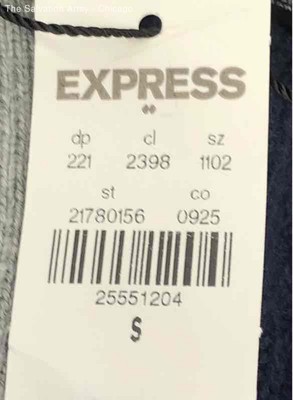 EXPRESS
dp cl sz
221 2398 1102
st co
21780156 0925
25551204
S